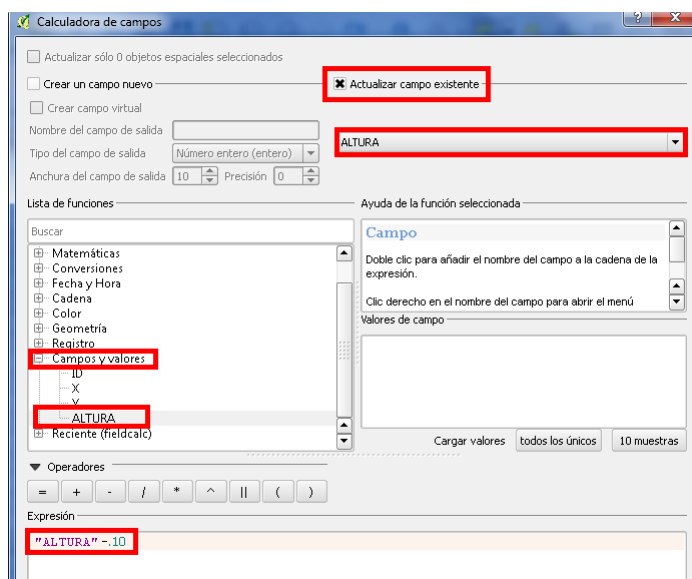 Calculadora de campos
Actualizar sólo 0 objetos espaciales seleccionados
Crear un campo nuevo
Actualizar campo existente
Crear campo virtual
Nombre del campo de salida
ALTURA
Tipo del campo de salida Número entero (entero)
Anchura del campo de salida 10 Precisión 0
Lista de funciones
Ayuda de la función seleccionada
Buscar
Campo
Matemáticas
Conversiones
Fecha y Hora
Cadena
Color
Geometría
Registro
Campos y valores
ID
X
Y
ALTURA
Reciente (fieldcalc)
Doble clic para añadir el nombre del campo a la cadena de la
expresión.
Clic derecho en el nombre del campo para abrir el menú
Valores de campo
Cargar valores todos los únicos 10 muestras
Operadores
= + - / * ^ || ( )
Expresión
"ALTURA" -.10